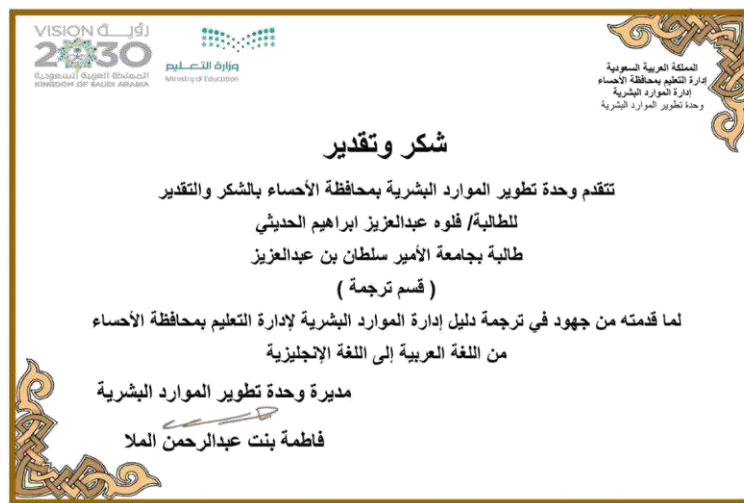 المملكة العربية السعودية
إدارة التعليم بمحافظة الأحساء
إدارة الموارد البشرية
وحدة تطوير الموارد البشرية
VISION رؤيـــة
2030
المملكة العربية السعودية
KINGDOM OF SAUDI ARABIA
وزارة التعـــليم
Ministry of Education
شكر وتقدير
تتقدم وحدة تطوير الموارد البشرية بمحافظة الأحساء بالشكر والتقدير
للطالبة/ فلوه عبدالعزيز ابراهيم الحديثي
طالبة بجامعة الأمير سلطان بن عبدالعزيز
( قسم ترجمة )
لما قدمته من جهود في ترجمة دليل إدارة الموارد البشرية لإدارة التعليم بمحافظة الأحساء
من اللغة العربية إلى اللغة الإنجليزية
مديرة وحدة تطوير الموارد البشرية
فاطمة بنت عبدالرحمن الملا